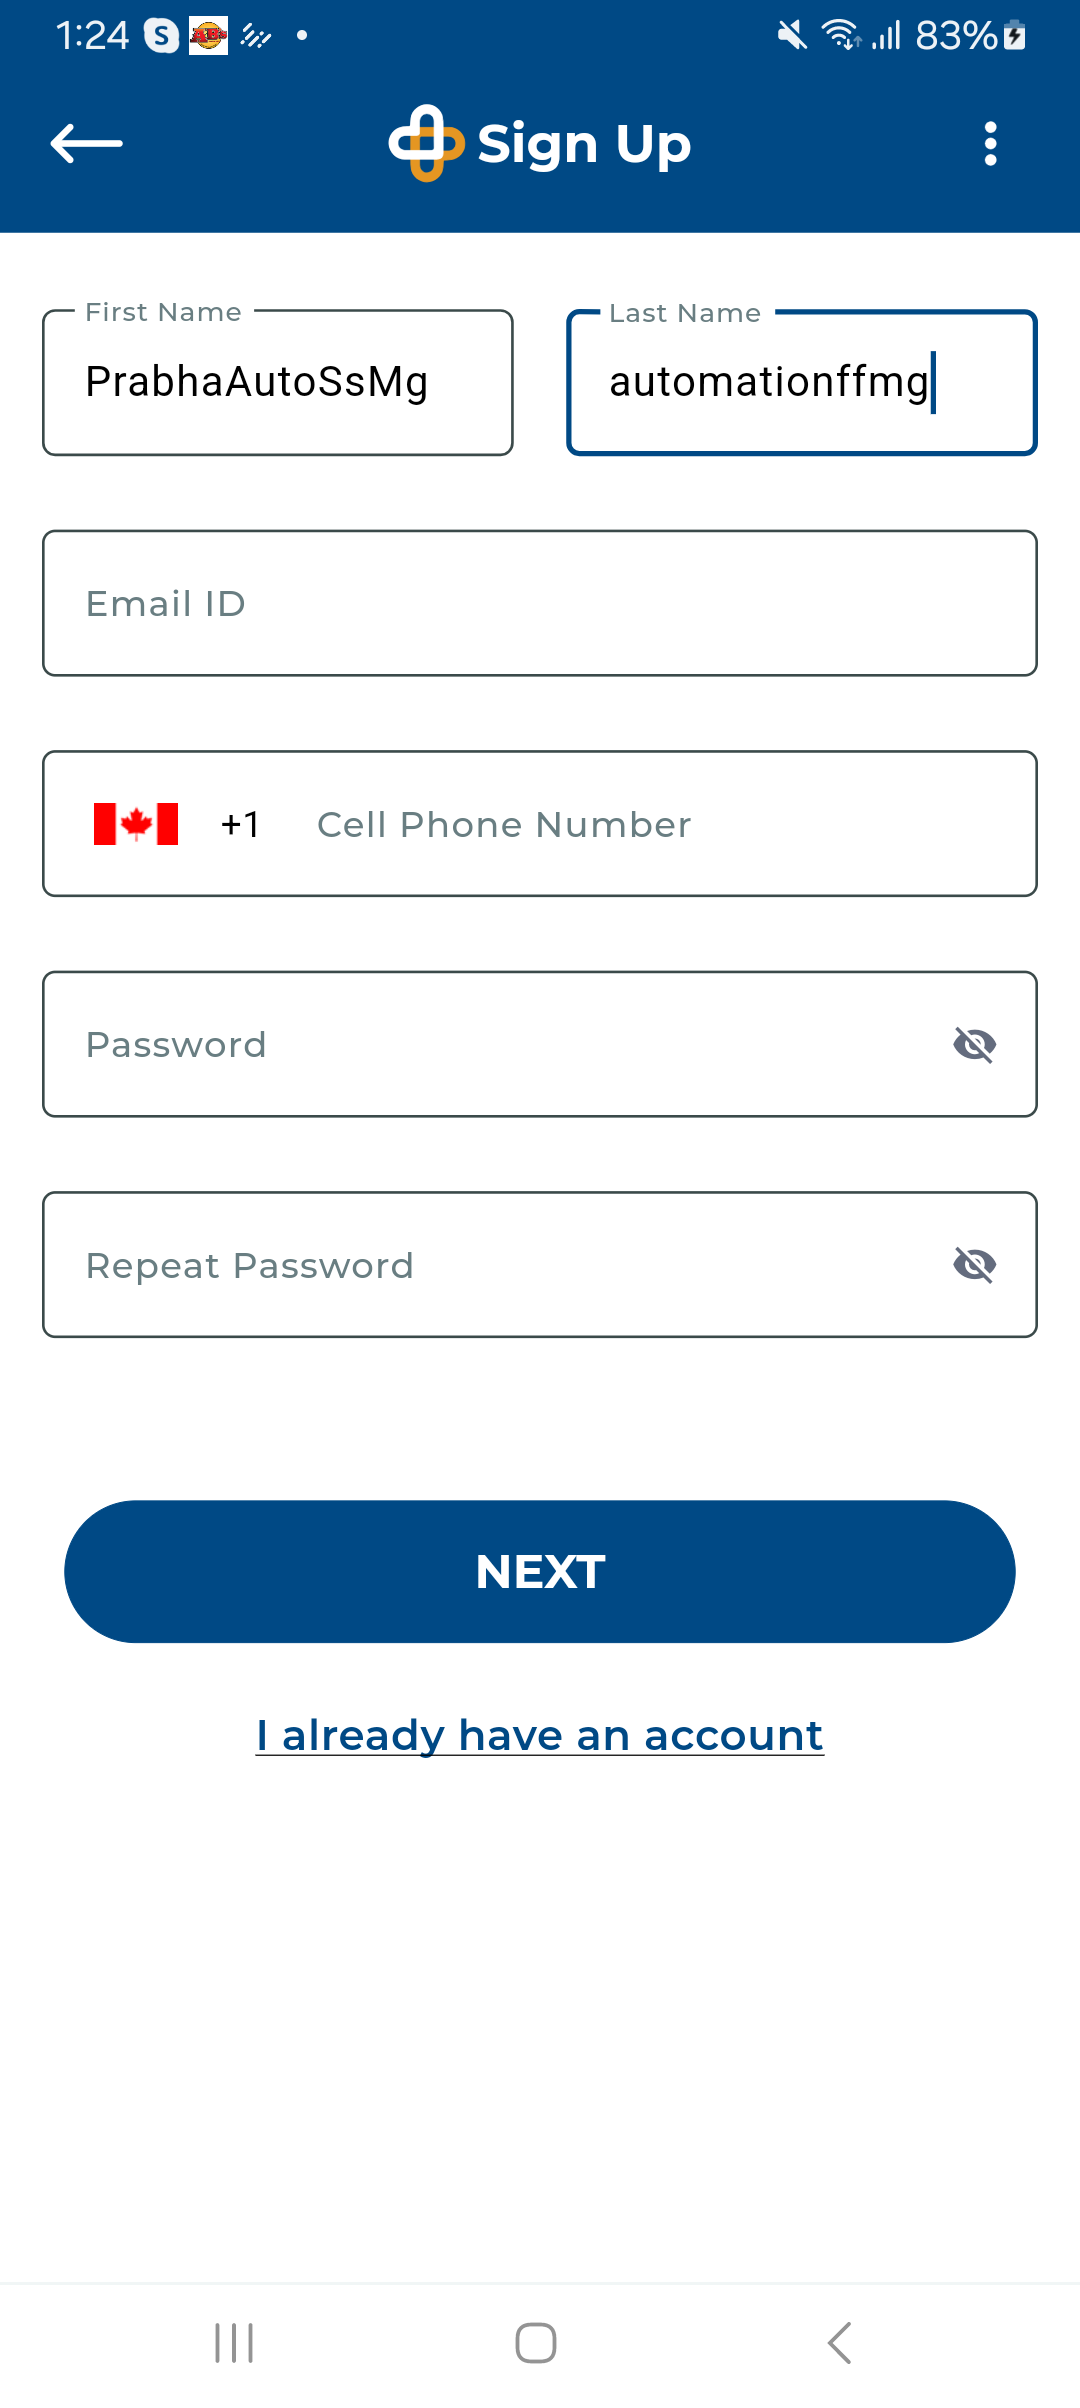 1:24 S ABs 83%
Sign Up
First Name Last Name
PrabhaAutoSsMg automationffmg
Email ID
+1 Cell Phone Number
Password
Repeat Password
NEXT
I already have an account